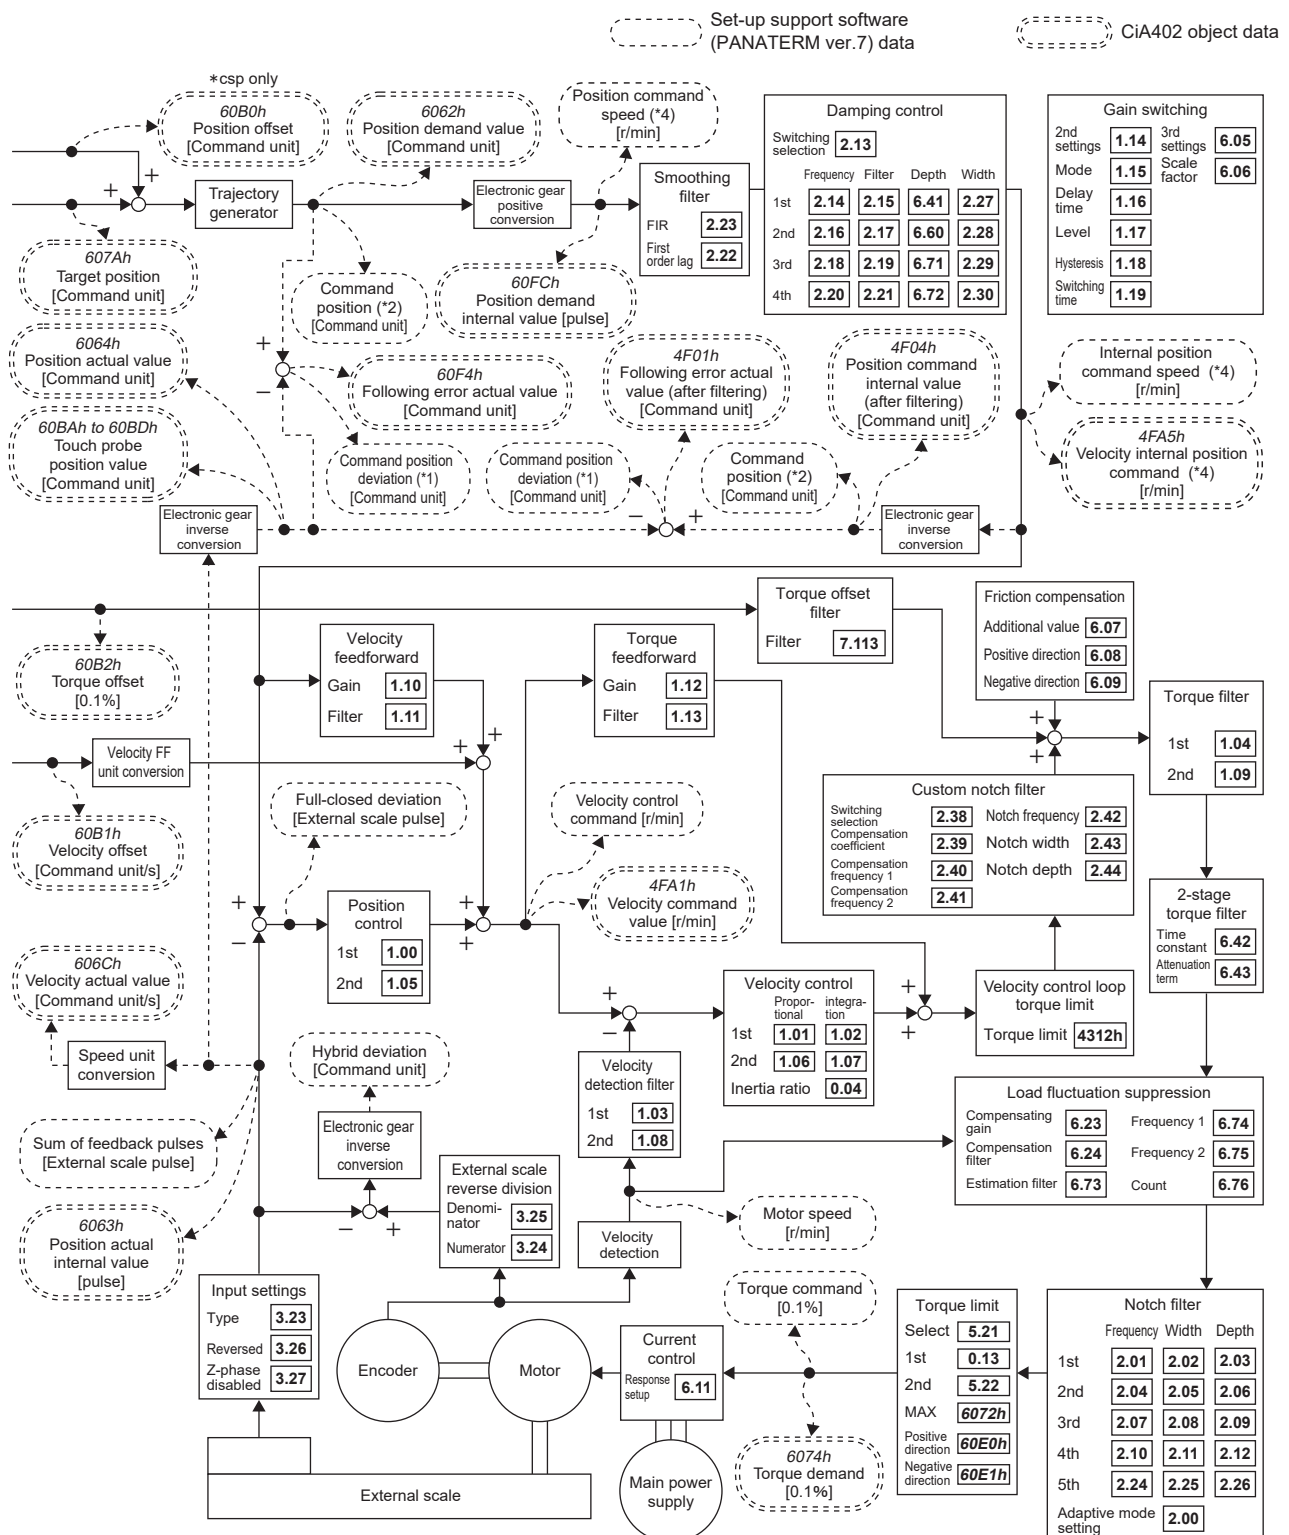 Set-up support software
(PANATERM ver.7) data
CiA402 object data
*csp only
60B0h
Position offset
[Command unit]
6062h
Position demand value
[Command unit]
Position command
speed (*4)
[r/min]
Damping control
Switching
selection 2.13
Frequency Filter Depth Width
1st 2.14 2.15 6.41 2.27
2nd 2.16 2.17 6.60 2.28
3rd 2.18 2.19 6.71 2.29
4th 2.20 2.21 6.72 2.30
Gain switching
2nd
settings 1.14
3rd
settings 6.05
Mode 1.15
Scale
factor 6.06
Delay
time 1.16
Level 1.17
Hysteresis 1.18
Switching
time 1.19
+
+
Trajectory
generator
Electronic gear
positive
conversion
Smoothing
filter
FIR 2.23
First
order lag 2.22
607Ah
Target position
[Command unit]
Command
position (*2)
[Command unit]
60FCh
Position demand
internal value [pulse]
6064h
Position actual value
[Command unit]
+
−
60F4h
Following error actual value
[Command unit]
4F01h
Following error actual
value (after filtering)
[Command unit]
4F04h
Position command
internal value
(after filtering)
[Command unit]
Internal position
command speed (*4)
[r/min]
60BAh to 60BDh
Touch probe
position value
[Command unit]
Command position
deviation (*1)
[Command unit]
Command position
deviation (*1)
[Command unit]
Command
position (*2)
[Command unit]
4FA5h
Velocity internal position
command (*4)
[r/min]
Electronic gear
inverse
conversion
−
+
Electronic gear
inverse
conversion
Torque offset
filter
Filter 7.113
Friction compensation
Additional value 6.07
Positive direction 6.08
Negative direction 6.09
60B2h
Torque offset
[0.1%]
Velocity
feedforward
Gain 1.10
Filter 1.11
Torque
feedforward
Gain 1.12
Filter 1.13
Torque filter
1st 1.04
2nd 1.09
+
+
+
+
Velocity FF
unit conversion
60B1h
Velocity offset
[Command unit/s]
Full-closed deviation
[External scale pulse]
Velocity control
command [r/min]
Custom notch filter
Switching
selection 2.38
Notch frequency 2.42
Compensation
coefficient 2.39
Notch width 2.43
Compensation
frequency 1 2.40
Notch depth 2.44
Compensation
frequency 2 2.41
4FA1h
Velocity command
value [r/min]
+
−
Position
control
1st 1.00
2nd 1.05
+
+
2-stage
torque filter
Time
constant 6.42
Attenuation
term 6.43
606Ch
Velocity actual value
[Command unit/s]
+
−
Velocity control
Propor-
tional
integra-
tion
1st 1.01 1.02
2nd 1.06 1.07
Inertia ratio 0.04
+
+
Velocity control loop
torque limit
Torque limit 4312h
Speed unit
conversion
Hybrid deviation
[Command unit]
Velocity
detection filter
1st 1.03
2nd 1.08
Load fluctuation suppression
Compensating
gain 6.23
Frequency 1 6.74
Compensation
filter 6.24
Frequency 2 6.75
Estimation filter 6.73
Count 6.76
Sum of feedback pulses
[External scale pulse]
Electronic gear
inverse
conversion
External scale
reverse division
Denomi-
nator 3.25
Numerator 3.24
−
+
6063h
Position actual
internal value
[pulse]
Motor speed
[r/min]
Velocity
detection
Input settings
Type 3.23
Reversed 3.26
Z-phase
disabled 3.27
Encoder
Motor
Torque command
[0.1%]
Current
control
Response
setup 6.11
Torque limit
Select 5.21
1st 0.13
2nd 5.22
MAX 6072h
Positive
direction 60E0h
Negative
direction 60E1h
Notch filter
Frequency Width Depth
1st 2.01 2.02 2.03
2nd 2.04 2.05 2.06
3rd 2.07 2.08 2.09
4th 2.10 2.11 2.12
5th 2.24 2.25 2.26
Adaptive mode
setting 2.00
6074h
Torque demand
[0.1%]
Main power
supply
External scale